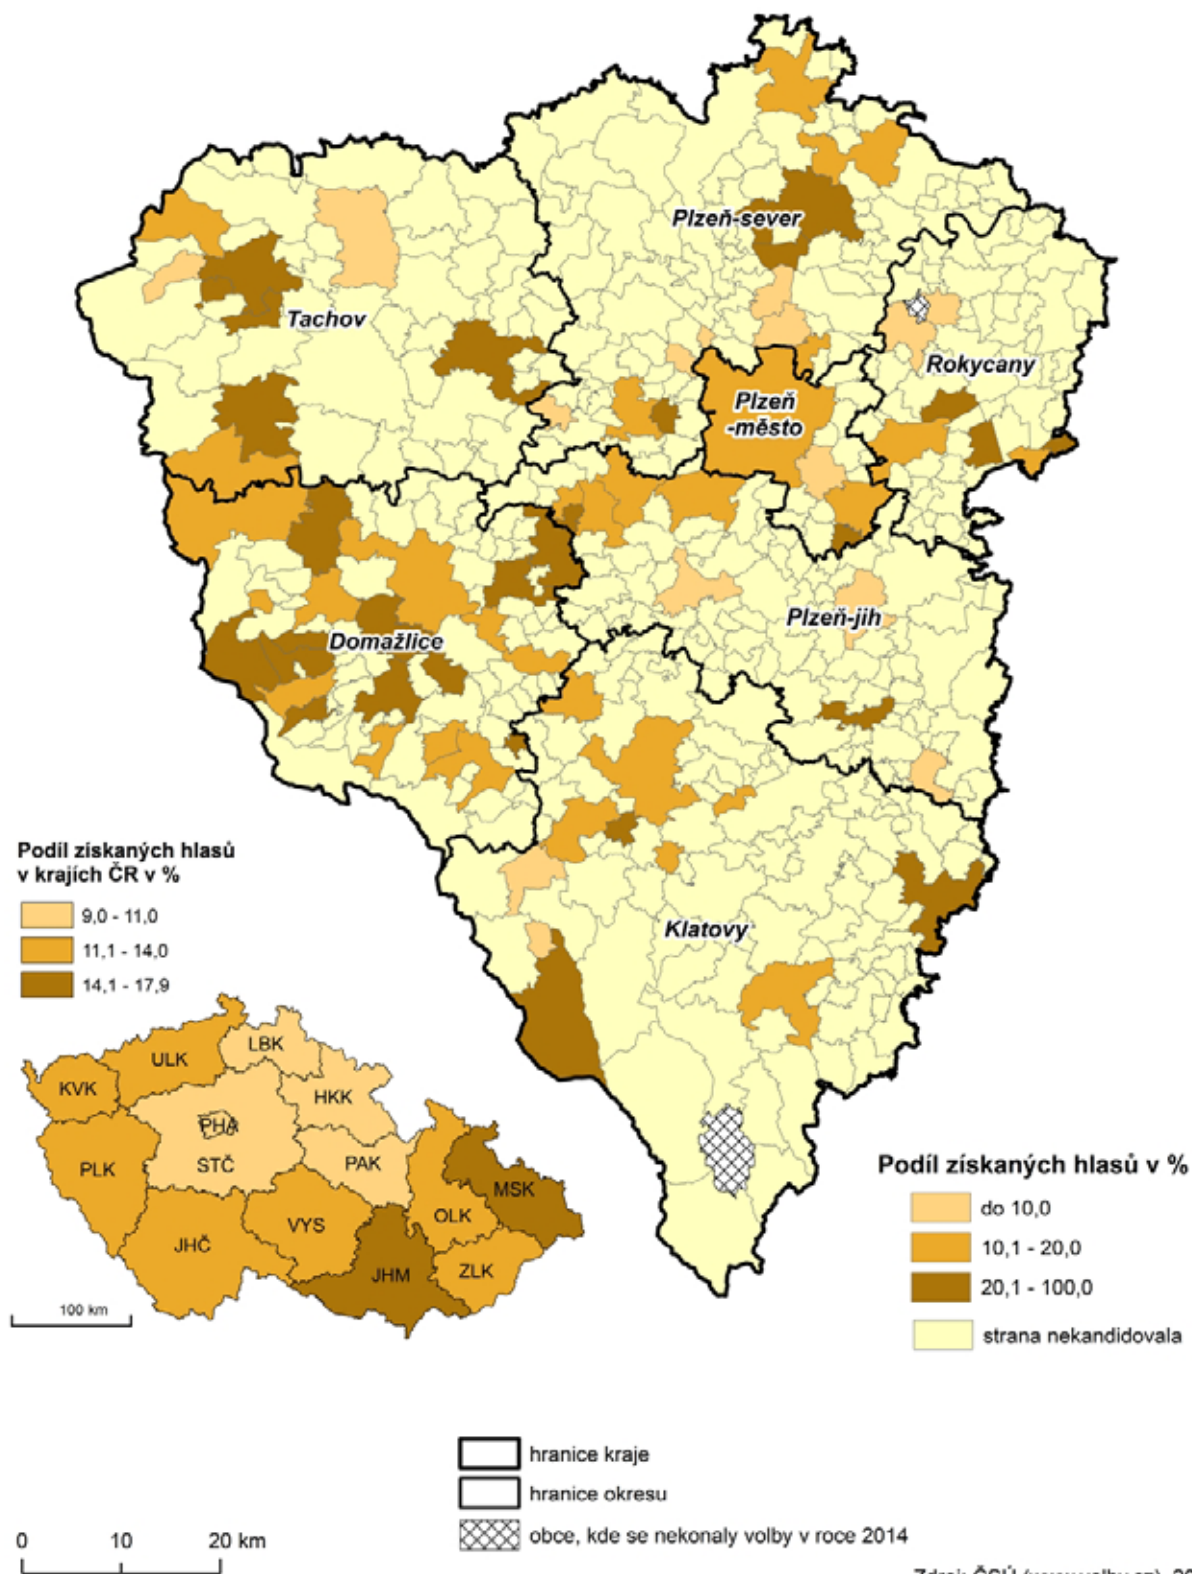 Plzeň-sever
Tachov
Rokycany
Plzeň
-město
Plzeň-jih
Domažlice
Klatovy
Podíl získaných hlasů
v krajích ČR v %
9,0 - 11,0
11,1 - 14,0
14,1 - 17,9
LBK
ULK
KVK
HKK
PHA
STČ
PLK
PAK
MSK
OLK
VYS
JHČ
ZLK
JHM
100 km
Podíl získaných hlasů v %
do 10,0
10,1 - 20,0
20,1 - 100,0
strana nekandidovala
hranice kraje
hranice okresu
obce, kde se nekonaly volby v roce 2014
0 10 20 km